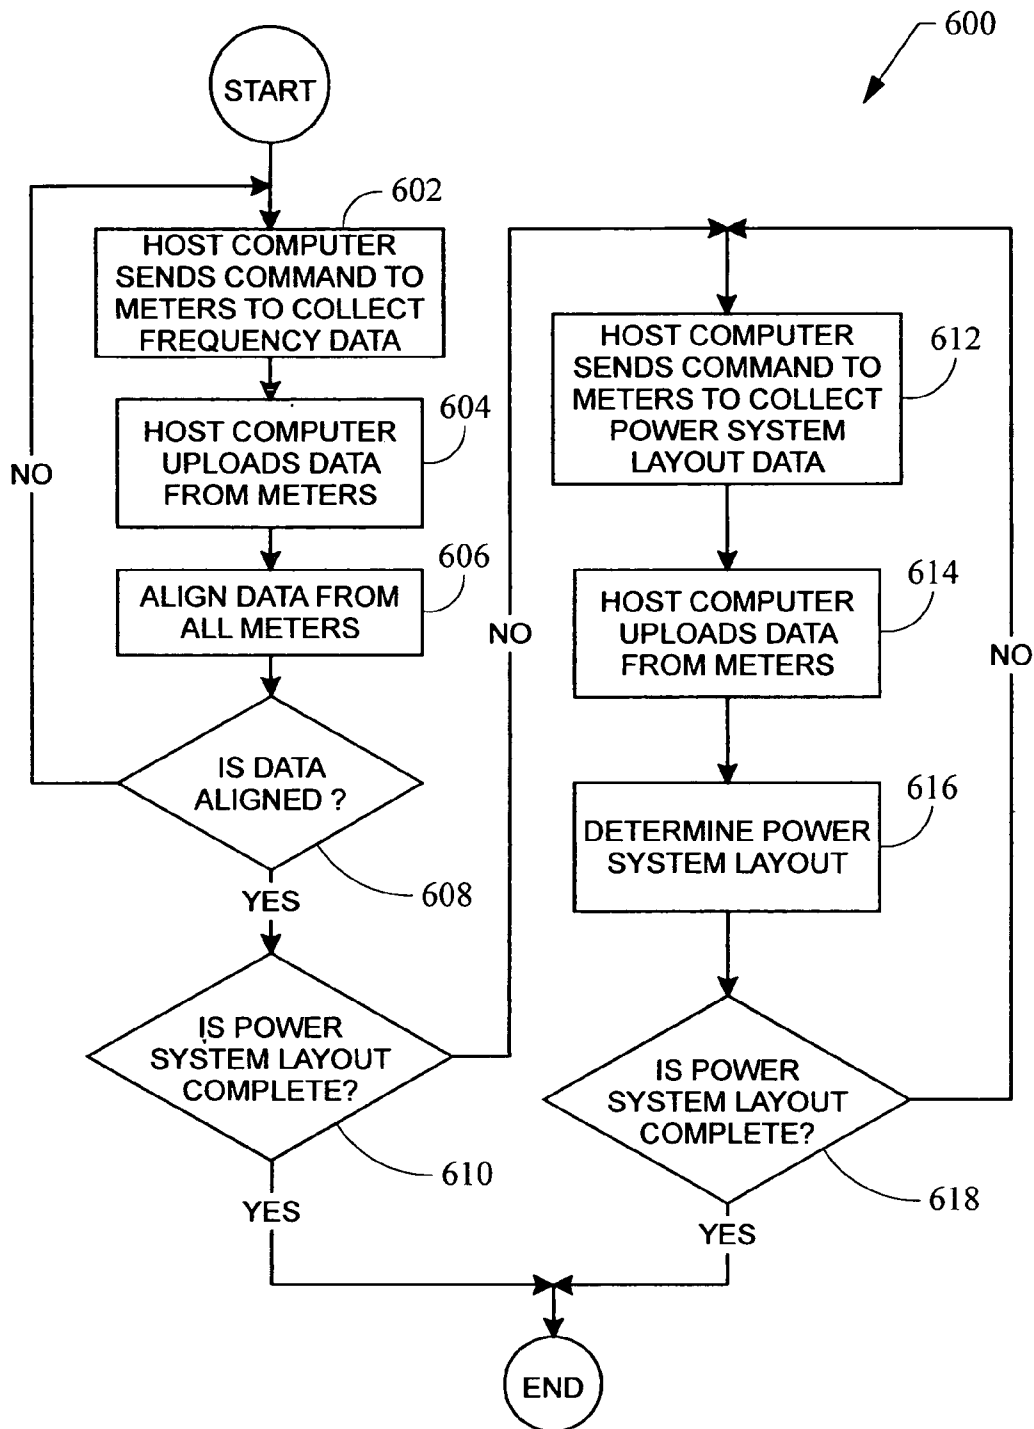 600
START
602
HOST COMPUTER
SENDS COMMAND TO
METERS TO COLLECT
FREQUENCY DATA
604
HOST COMPUTER
UPLOADS DATA
FROM METERS
NO
606
ALIGN DATA FROM
ALL METERS
IS DATA
ALIGNED ?
608
YES
IS POWER
SYSTEM LAYOUT
COMPLETE?
610
YES
NO
612
HOST COMPUTER
SENDS COMMAND TO
METERS TO COLLECT
POWER SYSTEM
LAYOUT DATA
614
HOST COMPUTER
UPLOADS DATA
FROM METERS
NO
616
DETERMINE POWER
SYSTEM LAYOUT
IS POWER
SYSTEM LAYOUT
COMPLETE?
618
YES
END